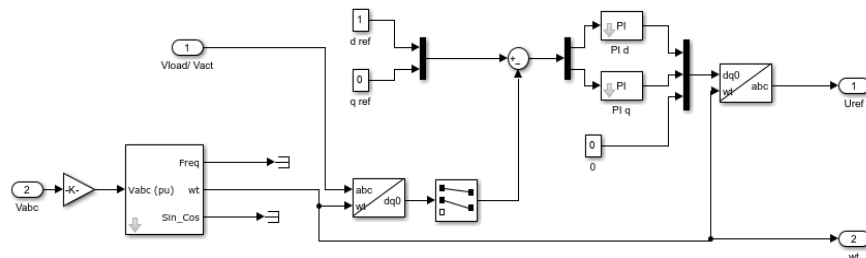 1
d ref
1
Vload/ Vact
0
q ref
+
-
PI
PI d
PI
PI q
0
0
dq0
wt
abc
1
Uref
2
Vabc
-K-
Vabc (pu)
Freq
wt
Sin_Cos
abc
wt
dq0
2
wt